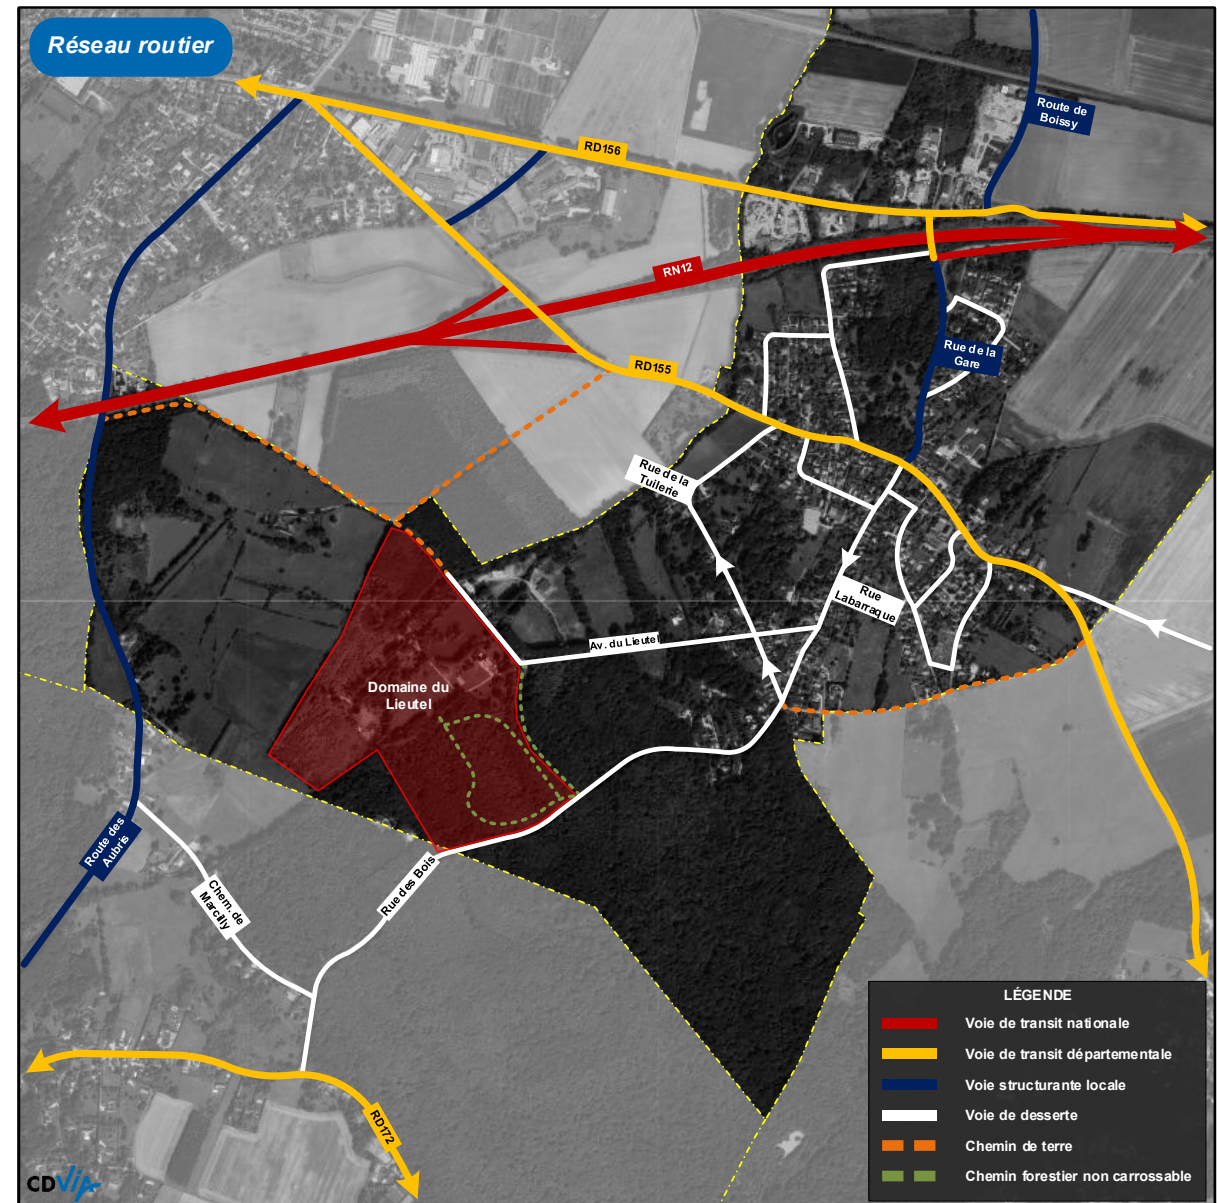 Réseau routier
Route de
Boissy
RD156
RN12
Rue de la
Gare
RD155
Rue de la
Tuilerie
Rue
Labarraque
Av. du Lieutel
Domaine du
Lieutel
Route des
Aubris
Chem. de
Marcilly
Rue des Bois
RD172
LÉGENDE
Voie de transit nationale
Voie de transit départementale
Voie structurante locale
Voie de desserte
Chemin de terre
Chemin forestier non carrossable
CDVIA